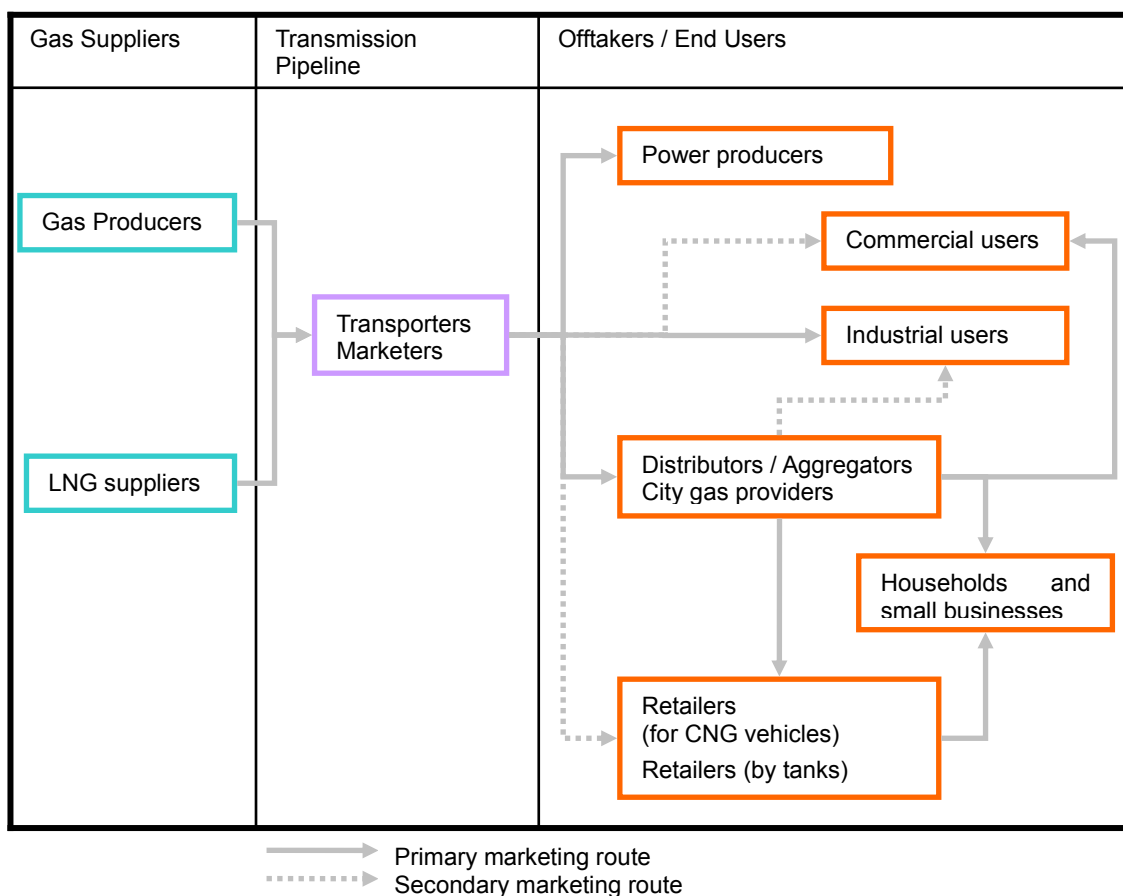 Gas Suppliers
Transmission
Pipeline
Offtakers / End Users
Power producers
Gas Producers
Commercial users
Transporters
Marketers
Industrial users
LNG suppliers
Distributors / Aggregators
City gas providers
Households and
small businesses
Retailers
(for CNG vehicles)
Retailers (by tanks)
Primary marketing route
Secondary marketing route